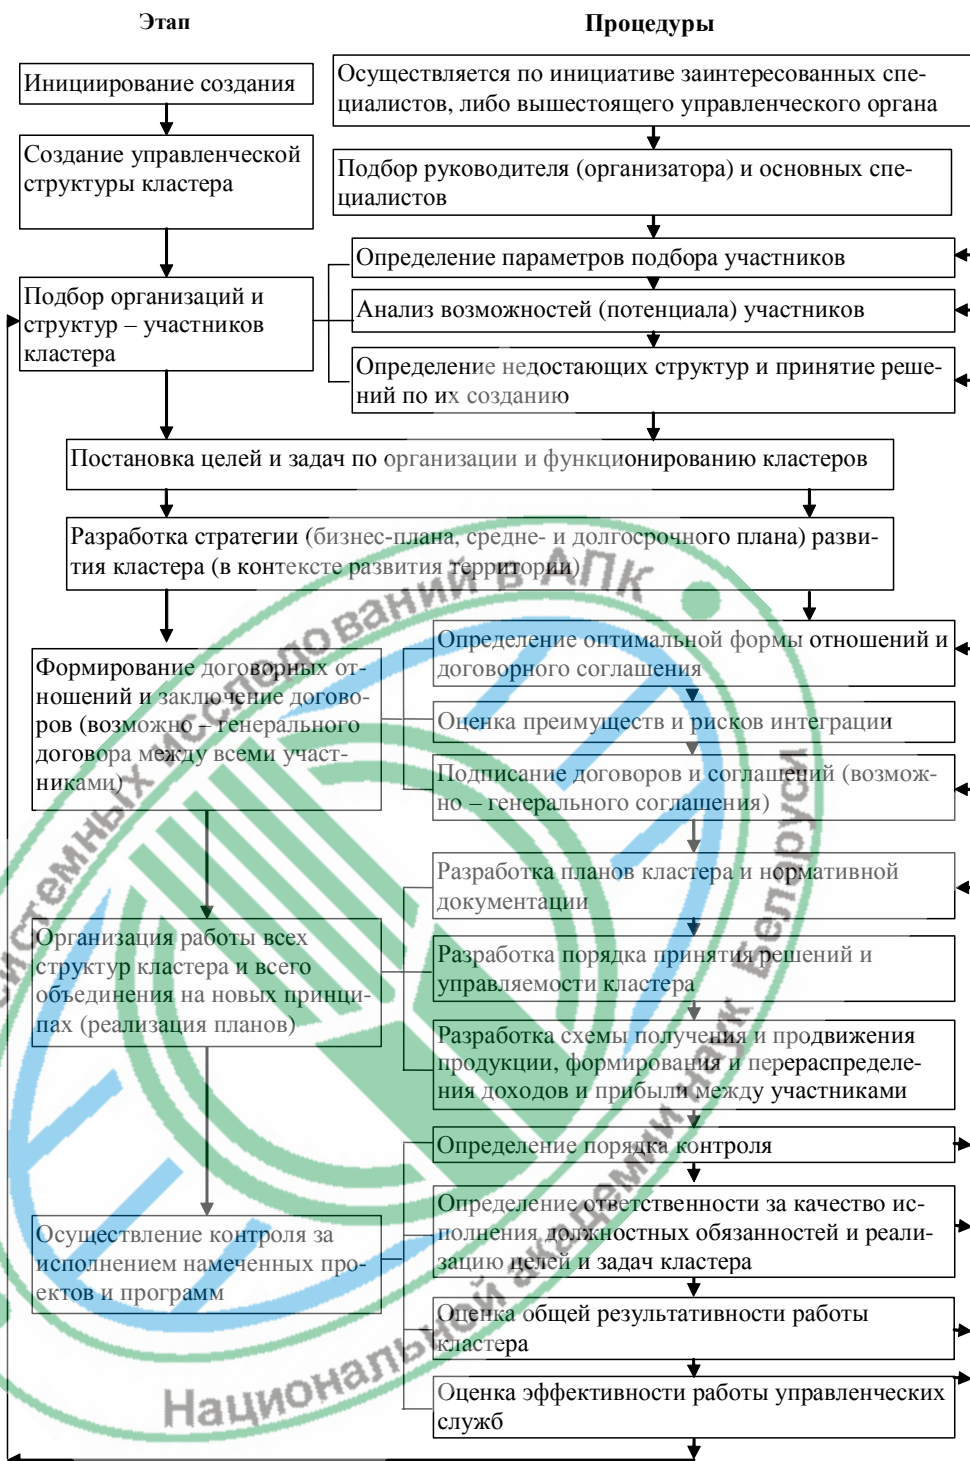 Этап
Процедуры
Инициирование создания
Осуществляется по инициативе заинтересованных спе-
циалистов, либо вышестоящего управленческого органа
Создание управленческой
структуры кластера
Подбор руководителя (организатора) и основных спе-
циалистов
Подбор организаций и
структур – участников
кластера
Определение параметров подбора участников
Анализ возможностей (потенциала) участников
Определение недостающих структур и принятие реше-
ний по их созданию
Постановка целей и задач по организации и функционированию кластеров
Разработка стратегии (бизнес-плана, средне- и долгосрочного плана) разви-
тия кластера (в контексте развития территории)
Формирование договорных от-
ношений и заключение догово-
ров (возможно – генерального
договора между всеми участ-
никами)
Определение оптимальной формы отношений и
договорного соглашения
Оценка преимуществ и рисков интеграции
Подписание договоров и соглашений (возмож-
но – генерального соглашения)
Организация работы всех
структур кластера и всего
объединения на новых принци-
пах (реализация планов)
Разработка планов кластера и нормативной
документации
Разработка порядка принятия решений и
управляемости кластера
Разработка схемы получения и продвижения
продукции, формирования и перераспределе-
ния доходов и прибыли между участниками
Осуществление контроля за
исполнением намеченных про-
ектов и программ
Определение порядка контроля
Определение ответственности за качество ис-
полнения должностных обязанностей и реали-
зацию целей и задач кластера
Оценка общей результативности работы
кластера
Оценка эффективности работы управленческих
служб
системных исследований в АПК
Национальной академии наук Беларуси